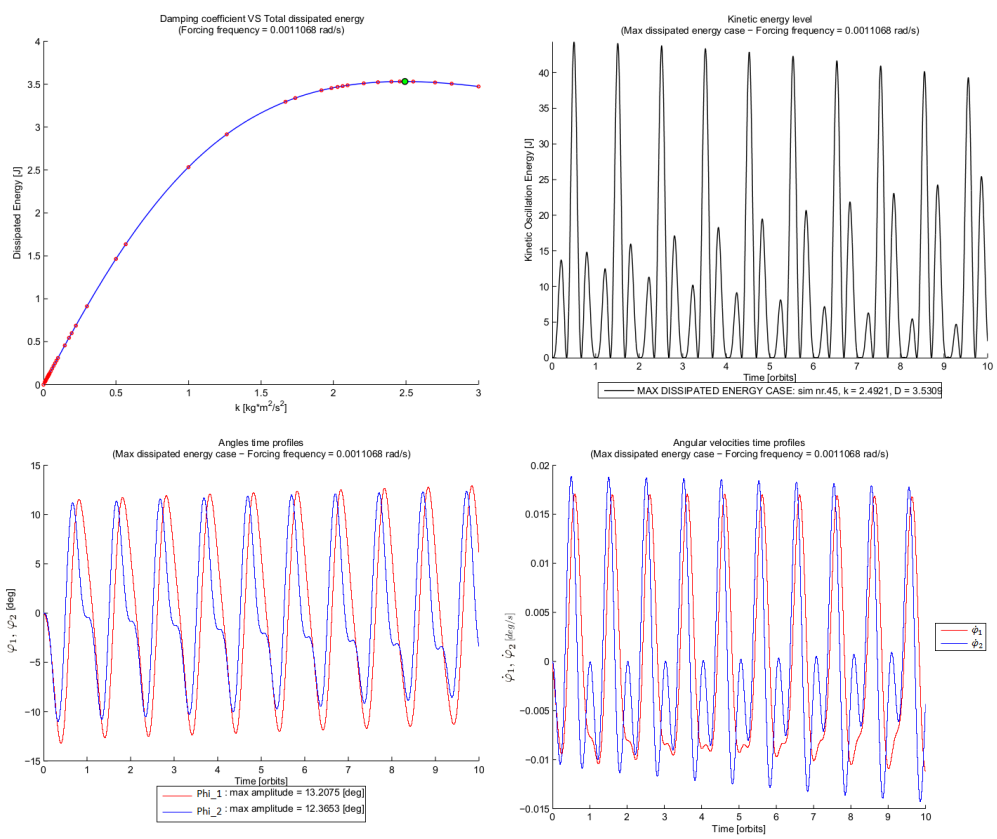 Damping coefficient VS Total dissipated energy
(Forcing frequency = 0.0011068 rad/s)
4
3.5
3
2.5
2
1.5
1
0.5
0
Dissipated Energy [J]
0
0.5
1
1.5
2
2.5
3
k [kg*m²/s²]
Kinetic energy level
(Max dissipated energy case − Forcing frequency = 0.0011068 rad/s)
40
35
30
25
20
15
10
5
0
Kinetic Oscillation Energy [J]
0 1 2 3 4 5 6 7 8 9 10
Time [orbits]
MAX DISSIPATED ENERGY CASE: sim nr.45, k = 2.4921, D = 3.5309
Angles time profiles
(Max dissipated energy case − Forcing frequency = 0.0011068 rad/s)
15
10
5
0
−5
−10
−15
φ₁, φ₂ [deg]
0 1 2 3 4 5 6 7 8 9 10
Time [orbits]
Phi_1 : max amplitude = 13.2075 [deg]
Phi_2 : max amplitude = 12.3653 [deg]
Angular velocities time profiles
(Max dissipated energy case − Forcing frequency = 0.0011068 rad/s)
0.02
0.015
0.01
0.005
0
−0.005
−0.01
−0.015
φ̇₁, φ̇₂ [deg/s]
0 1 2 3 4 5 6 7 8 9 10
Time [orbits]
φ̇₁
φ̇₂